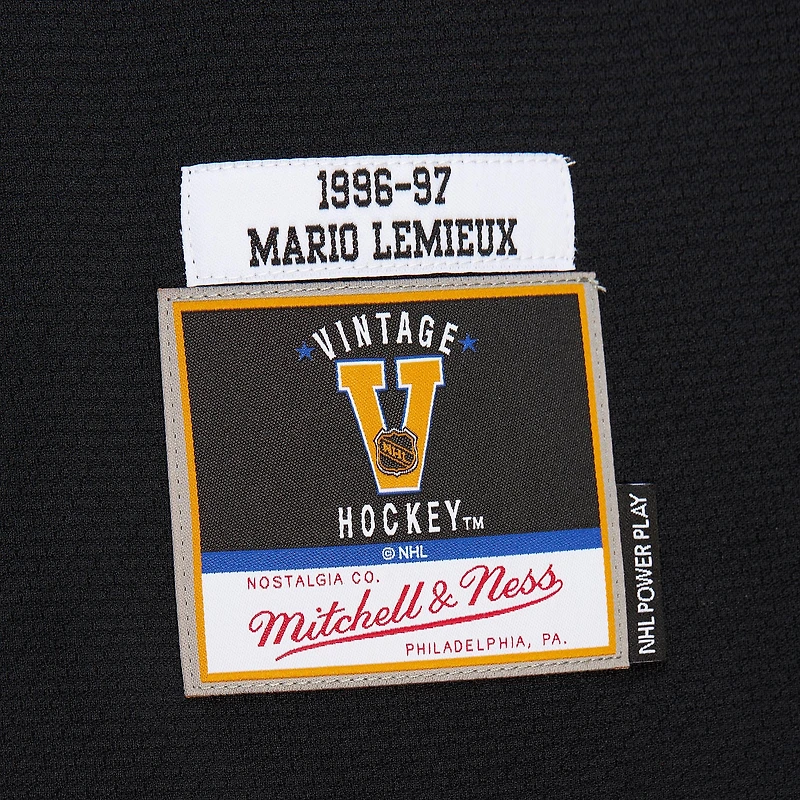 1996-97
MARIO LEMIEUX
VINTAGE
V
NHL
HOCKEY™
© NHL
NOSTALGIA CO.
Mitchell & Ness
PHILADELPHIA, PA.
NHL POWER PLAY